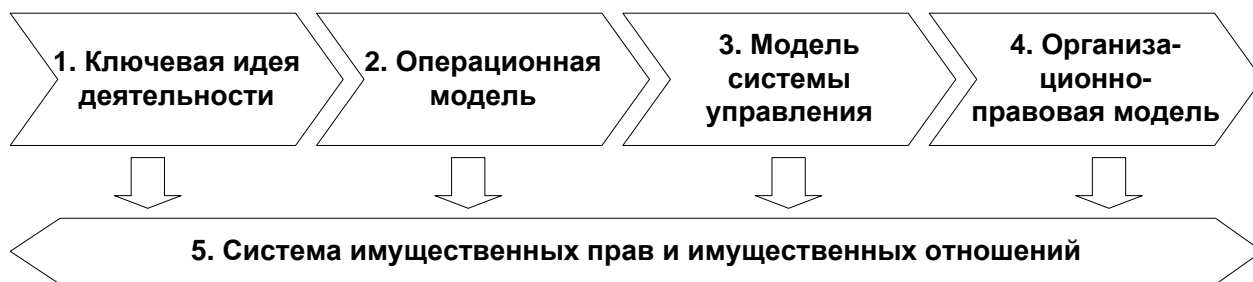 1. Ключевая идея
деятельности
2. Операционная
модель
3. Модель
системы
управления
4. Организа-
ционно-
правовая модель
5. Система имущественных прав и имущественных отношений